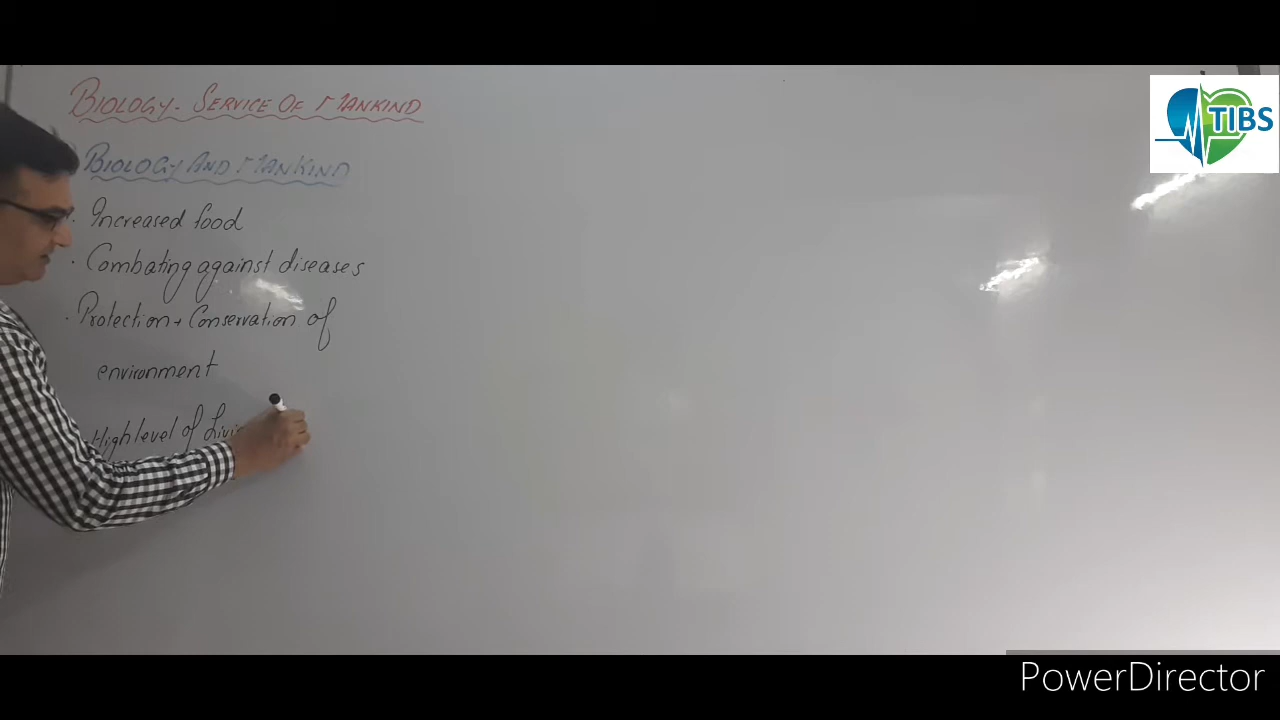 BIOLOGY - SERVICE OF MANKIND
BIOLOGY AND MANKIND
. Increased food
. Combating against diseases
. Protection + Conservation of
environment
. High level of
TIBS
PowerDirector